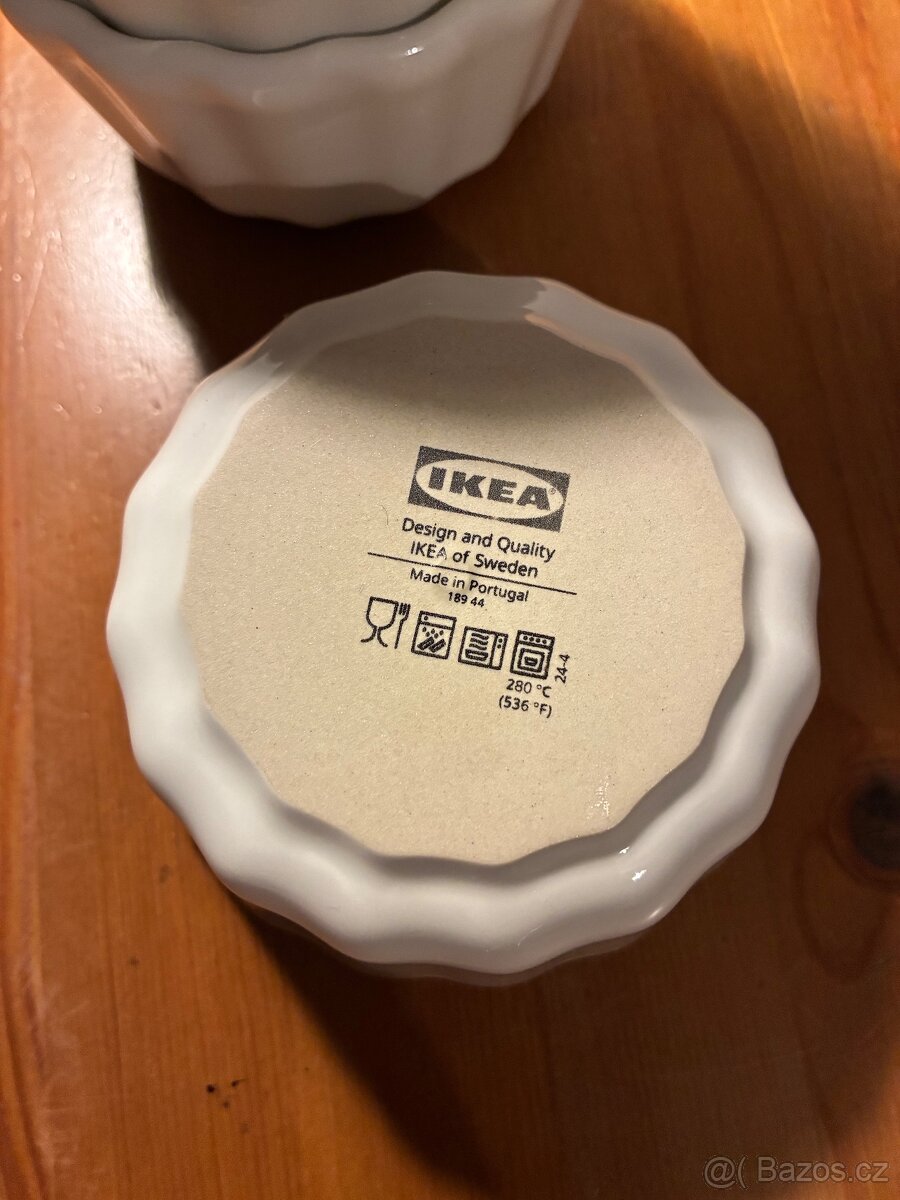 IKEA®
Design and Quality
IKEA of Sweden
Made in Portugal
189 44
24-4
280 °C
(536 °F)
@( Bazos.cz